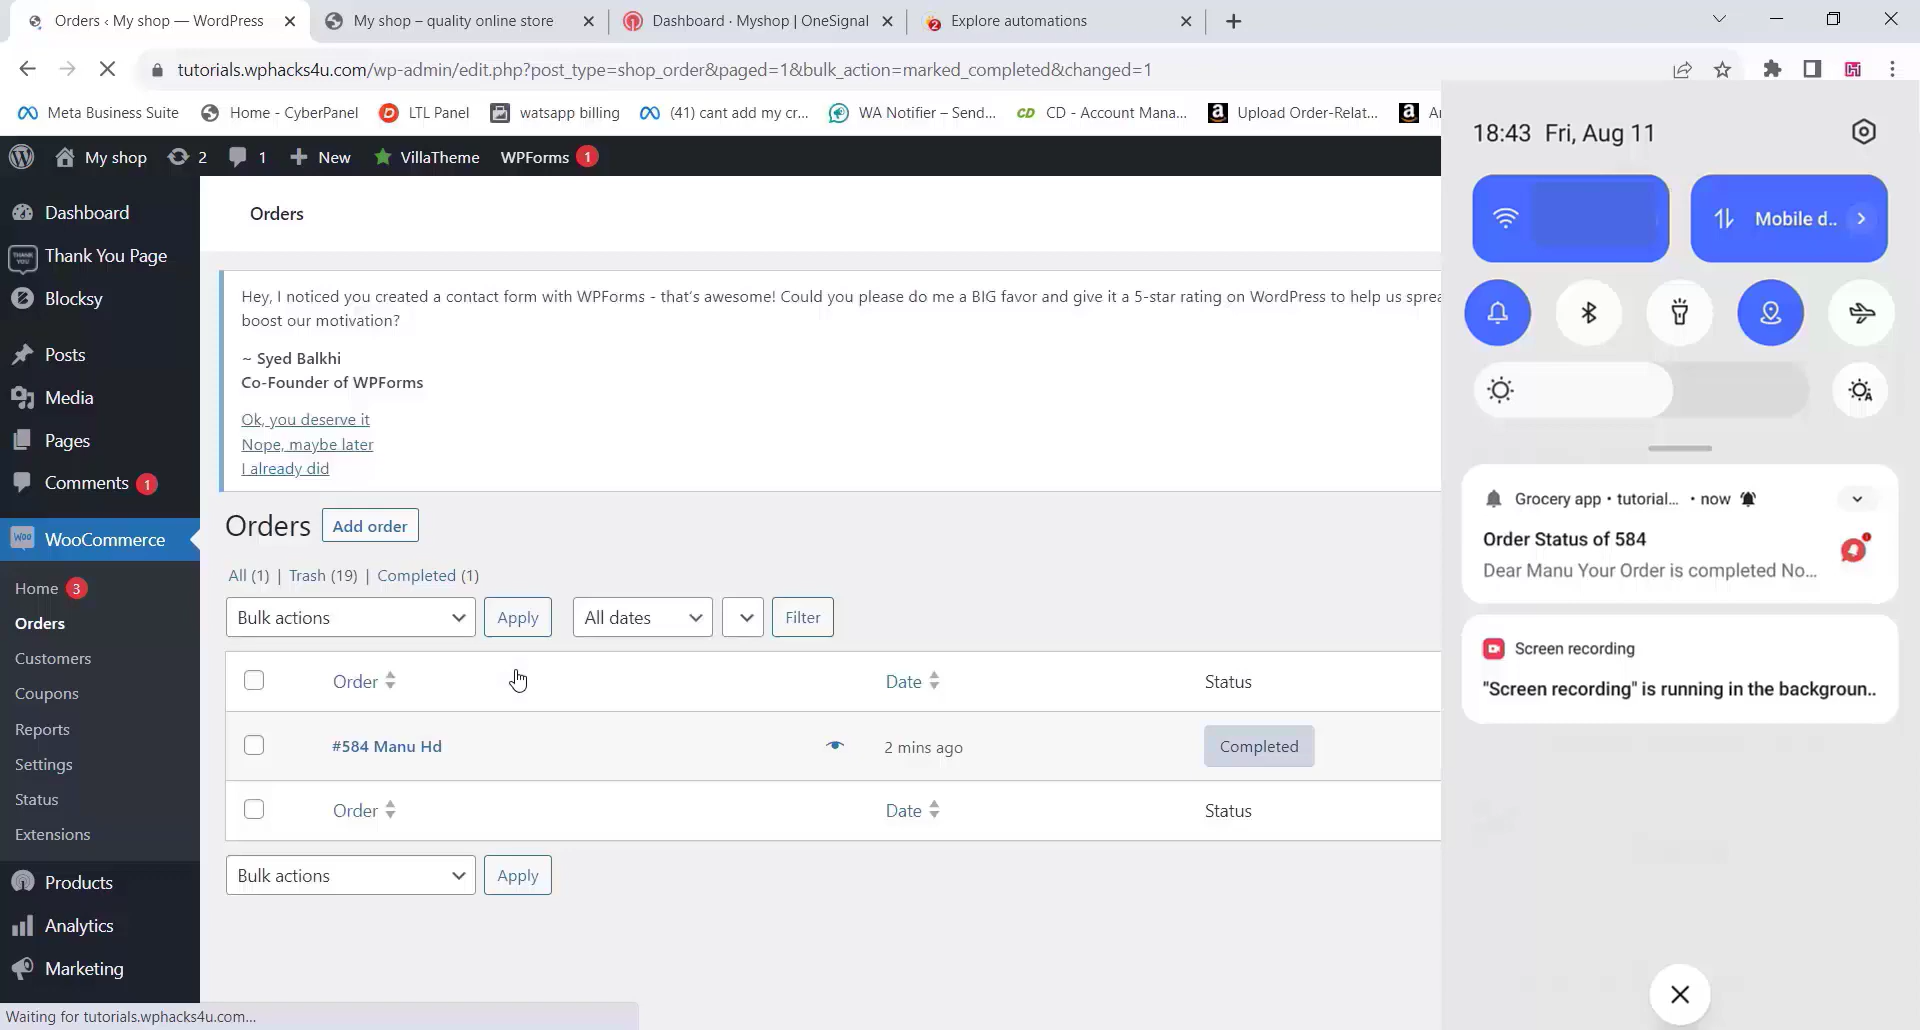 Orders ‹ My shop — WordPress
My shop – quality online store
Dashboard · Myshop | OneSignal
2
Explore automations
tutorials.wphacks4u.com/wp-admin/edit.php?post_type=shop_order&paged=1&bulk_action=marked_completed&changed=1
Meta Business Suite
Home - CyberPanel
LTL Panel
watsapp billing
(41) cant add my cr...
WA Notifier – Send...
CD
CD - Account Mana...
Upload Order-Relat...
My shop
2
1
New
VillaTheme
WPForms 1
Dashboard
THANK YOU
Thank You Page
Blocksy
Posts
Media
Pages
Comments 1
WooCommerce
Home 3
Orders
Customers
Coupons
Reports
Settings
Status
Extensions
Products
Analytics
Marketing
Orders
Hey, I noticed you created a contact form with WPForms - that's awesome! Could you please do me a BIG favor and give it a 5-star rating on WordPress to help us sprea
boost our motivation?
~ Syed Balkhi
Co-Founder of WPForms
Ok, you deserve it
Nope, maybe later
I already did
Orders
Add order
All (1) | Trash (19) | Completed (1)
Bulk actions
Apply
All dates
Filter
Order
Date
Status
#584 Manu Hd
2 mins ago
Completed
Order
Date
Status
Bulk actions
Apply
Waiting for tutorials.wphacks4u.com...
18:43 Fri, Aug 11
Mobile d..
Grocery app • tutorial... • now
Order Status of 584
Dear Manu Your Order is completed No...
Screen recording
"Screen recording" is running in the backgroun..